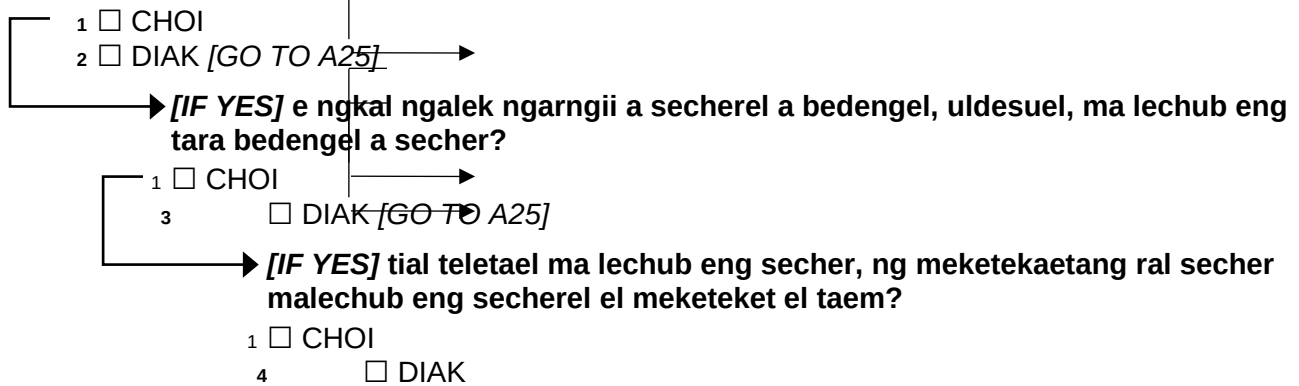 1 ☐ CHOI
2 ☐ DIAK [GO TO A25]
[IF YES] e ngkal ngalek ngarngii a secherel a bedengel, uldesuel, ma lechub eng
tara bedengel a secher?
1 ☐ CHOI
3 ☐ DIAK [GO TO A25]
[IF YES] tial teletael ma lechub eng secher, ng meketekaetang ral secher
malechub eng secherel el meketeket el taem?
1 ☐ CHOI
4 ☐ DIAK